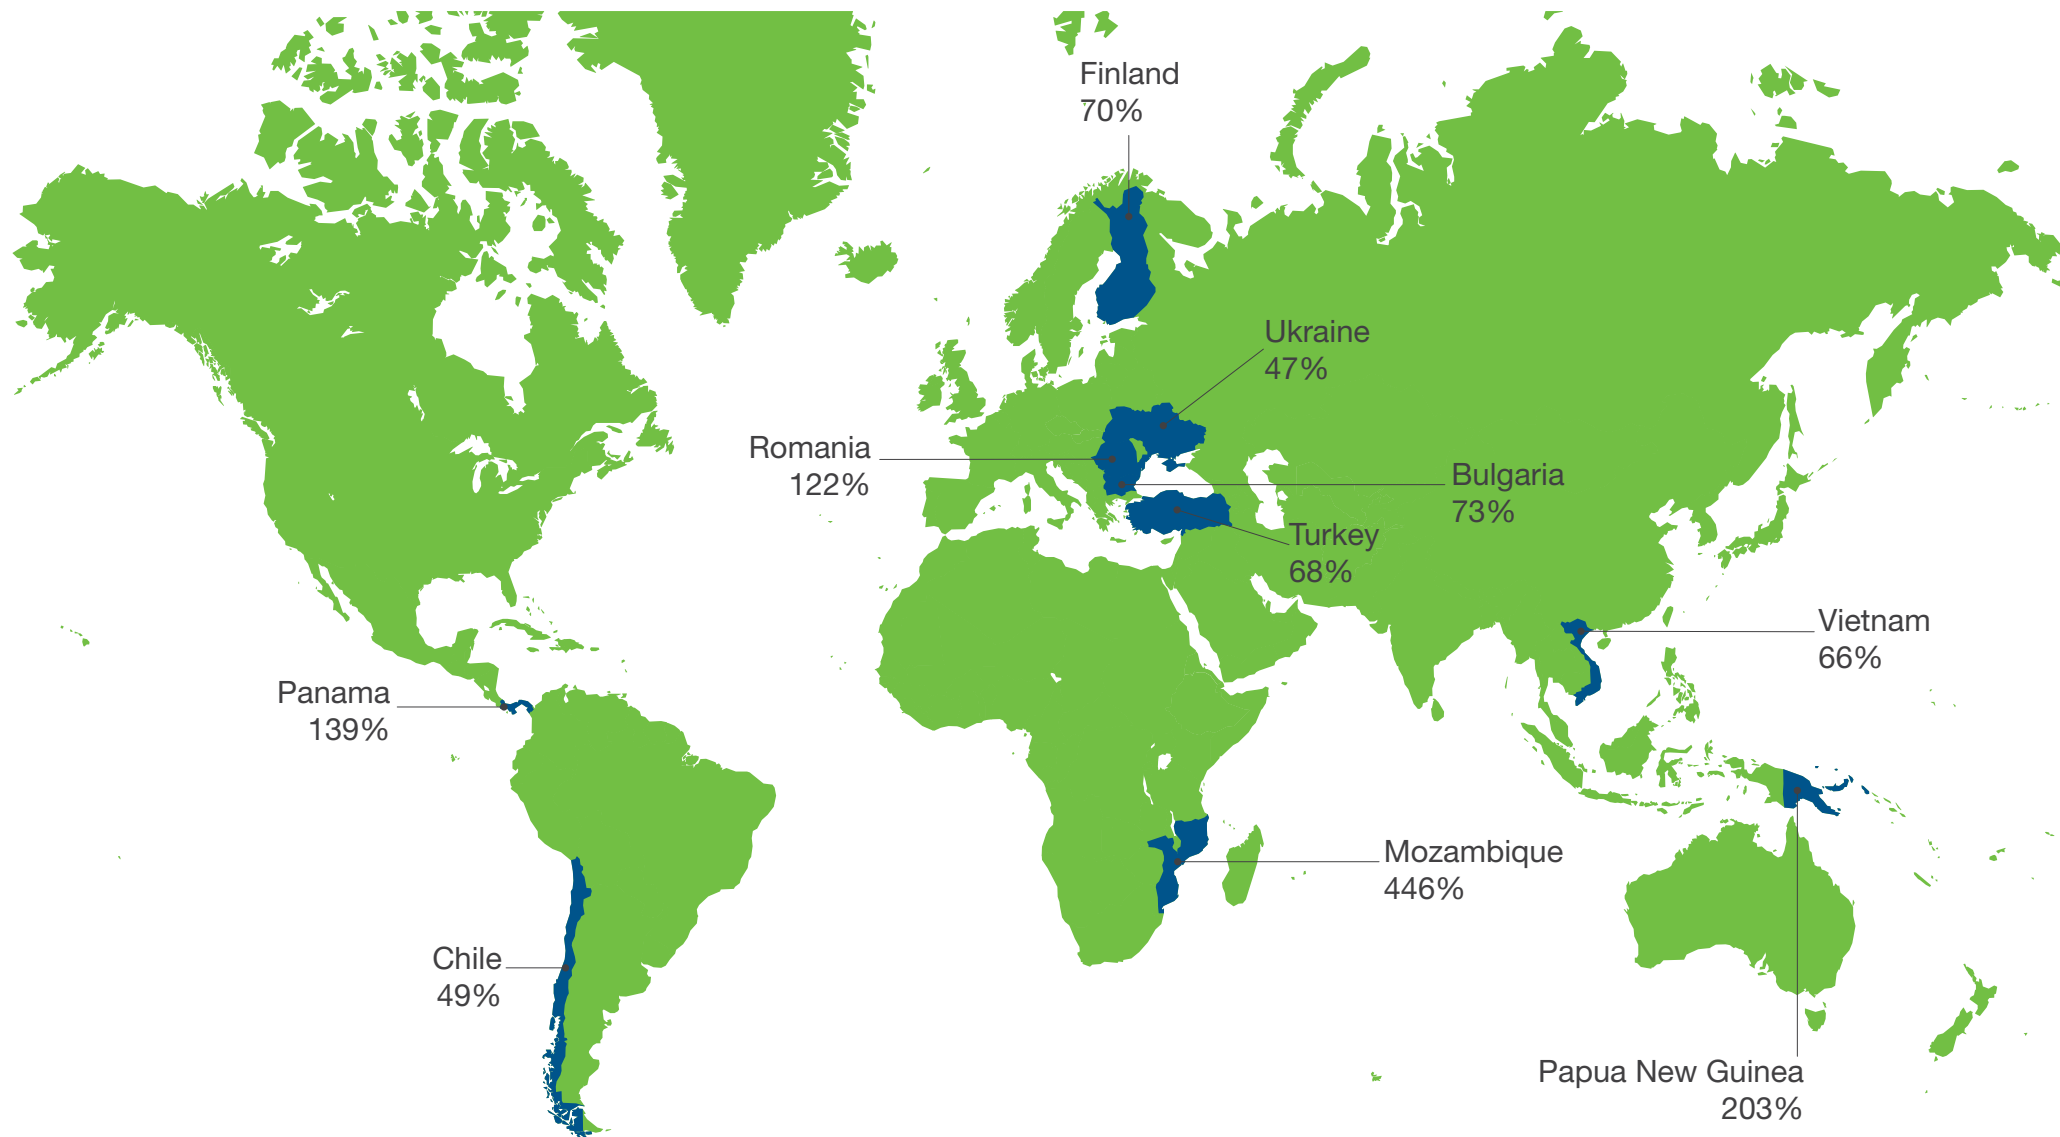 Finland
70%
Ukraine
47%
Romania
122%
Bulgaria
73%
Turkey
68%
Vietnam
66%
Panama
139%
Mozambique
446%
Chile
49%
Papua New Guinea
203%